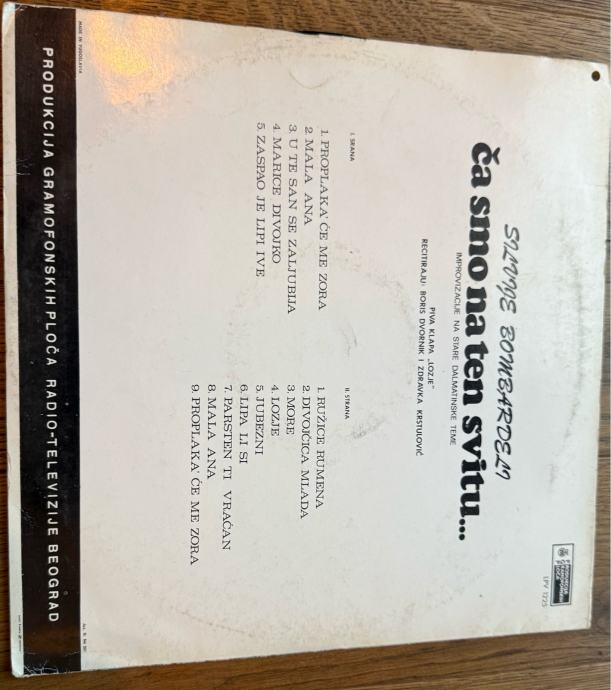 SILVIJE BOMBARDELI
ča smo na ten svitu...
IMPROVIZACIJE NA STARE DALMATINSKE TEME
PIVA KLAPA „LOZJE"
RECITIRAJU: BORIS DVORNIK I ZDRAVKA KRSTULOVIĆ
LPV 1225
I. SRANA
1. PROPLAKA' ĆE ME ZORA
2. MALA ANA
3. U TE SAN SE ZALJUBIJA
4. MARICE DIVOJKO
5. ZASPAO JE LIPI IVE
II. STRANA
1. RUŽICE RUMENA
2. DIVOJČICA MLADA
3. MORE
4. LOZJE
5. JUBEZNI
6. LIPA LI SI
7. PARSTEN TI VRAĆAN
8. MALA ANA
9. PROPLAKA' ĆE ME ZORA
MADE IN YUGOSLAVIA
PRODUKCIJA GRAMOFONSKIH PLOČA RADIO-TELEVIZIJE BEOGRAD